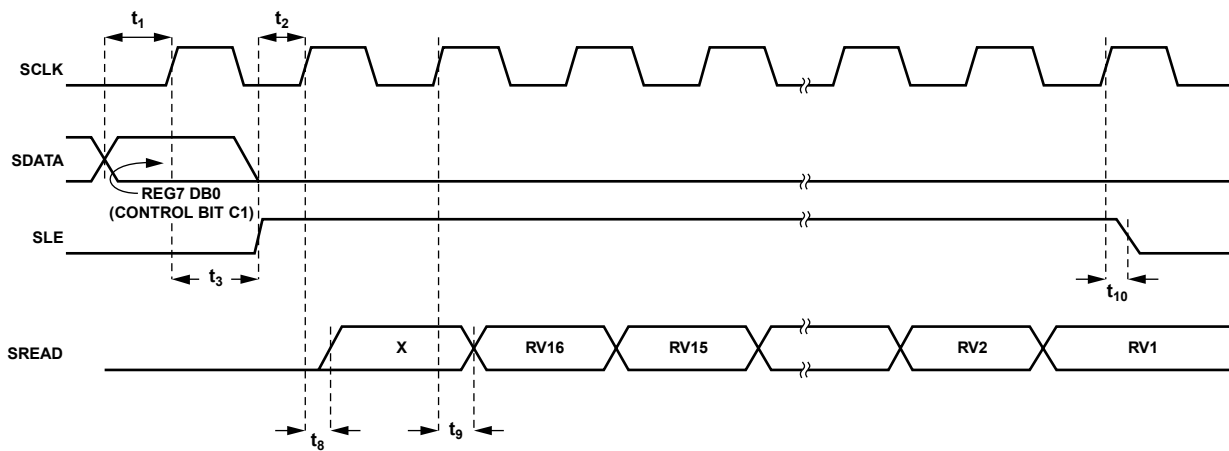 t1
t2
SCLK
SDATA
REG7 DB0
(CONTROL BIT C1)
SLE
t3
t10
SREAD
X
RV16
RV15
RV2
RV1
t8
t9